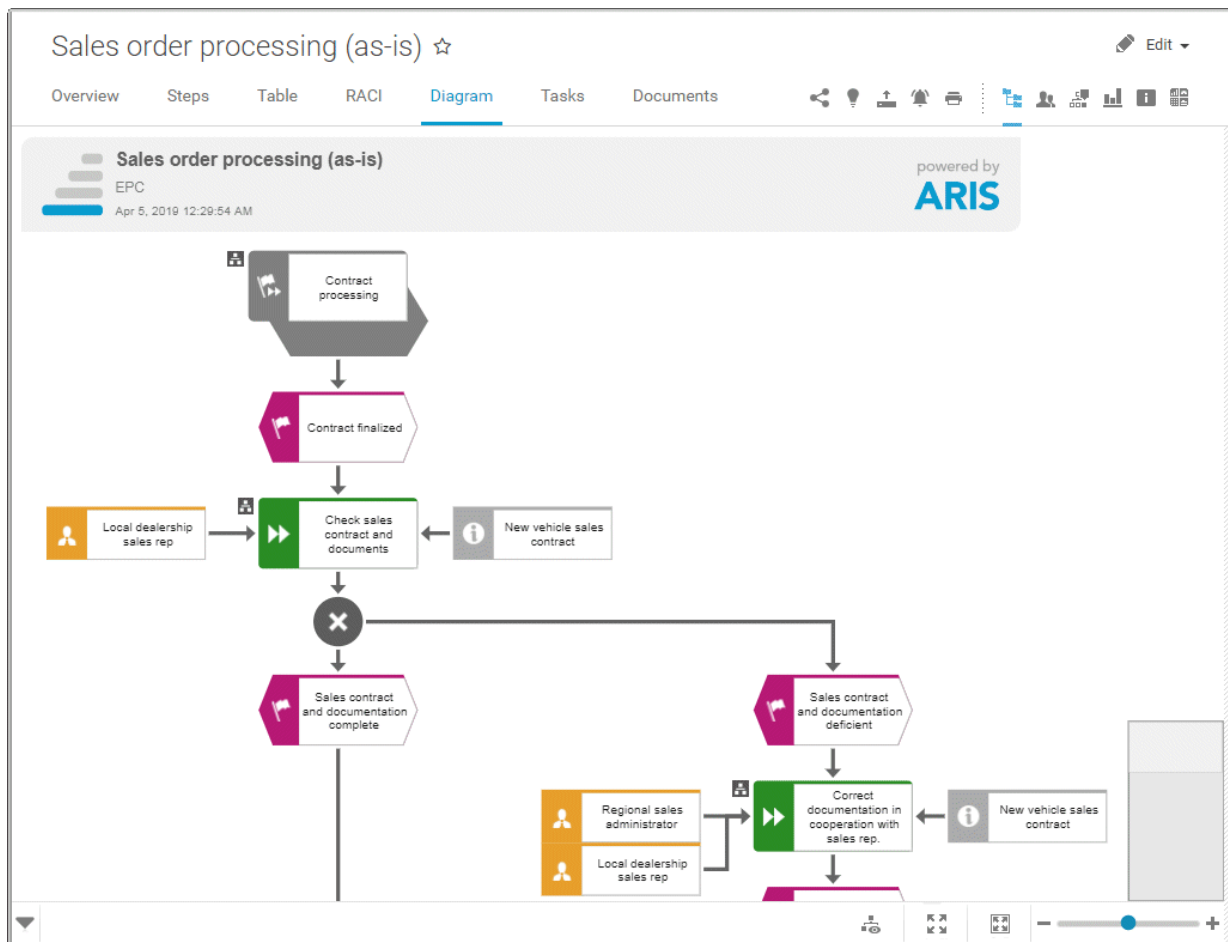 Sales order processing (as-is)
Edit
Overview Steps Table RACI Diagram Tasks Documents
Sales order processing (as-is)
EPC
Apr 5, 2019 12:29:54 AM
powered by
ARIS
Contract
processing
Contract finalized
Local dealership
sales rep
Check sales
contract and
documents
New vehicle sales
contract
Sales contract
and documentation
complete
Sales contract
and documentation
deficient
Regional sales
administrator
Local dealership
sales rep
Correct
documentation in
cooperation with
sales rep.
New vehicle sales
contract